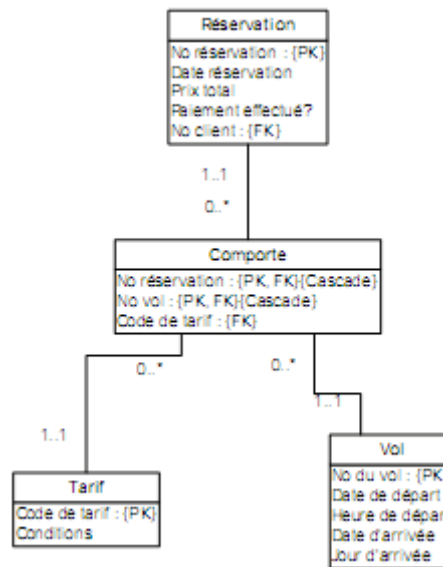 Réservation
No réservation : {PK}
Date réservation
Prix total
Paiement effectué?
No client : {FK}
1..1
0..*
Comporte
No réservation : {PK, FK}{Cascade}
No vol : {PK, FK}{Cascade}
Code de tarif : {FK}
0..*
0..*
1..1
1..1
Tarif
Code de tarif : {PK}
Conditions
Vol
No du vol : {PK
Date de départ
Heure de dépar
Date d'arrivée
Jour d'arrivée